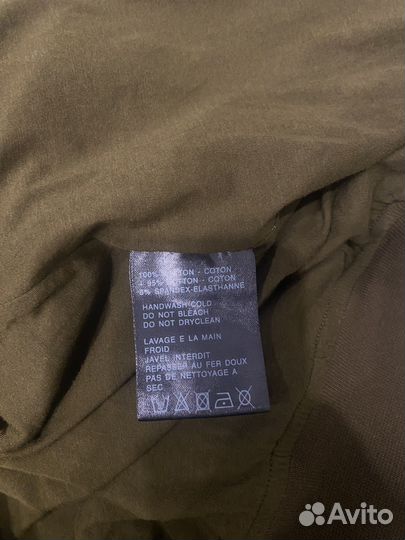 100% COTTON - COTON
+ 95% COTTON - COTON
5% SPANDEX-ELASTHANNE
HANDWASH COLD
DO NOT BLEACH
DO NOT DRYCLEAN
LAVAGE E LA MAIN
FROID
JAVEL INTERDIT
REPASSER AU FER DOUX
PAS DE NETTOYAGE A
SEC
Avito